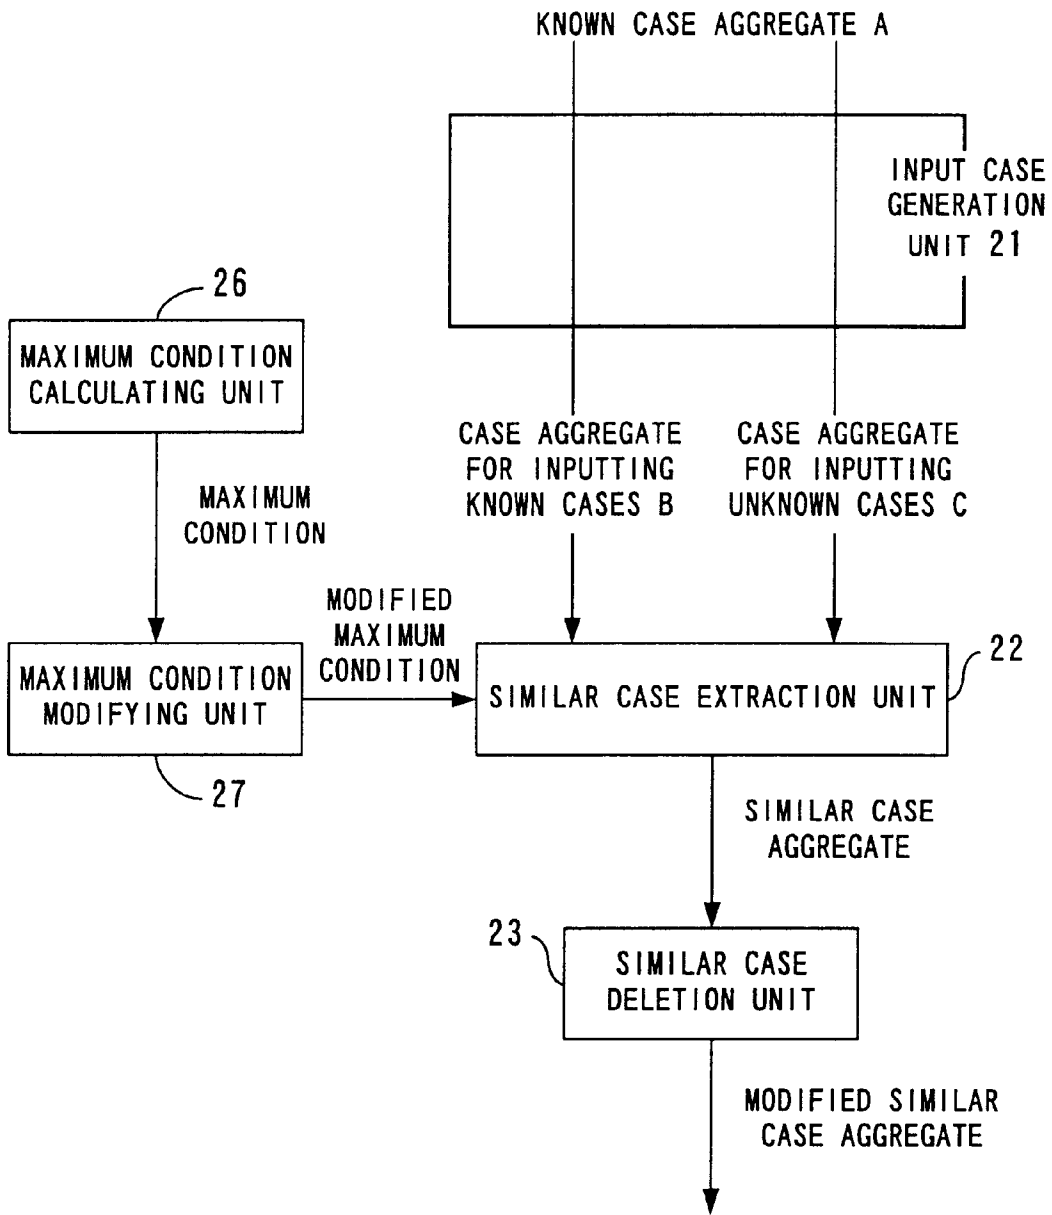 KNOWN CASE AGGREGATE A
INPUT CASE
GENERATION
UNIT 21
26
MAXIMUM CONDITION
CALCULATING UNIT
CASE AGGREGATE
FOR INPUTTING
KNOWN CASES B
CASE AGGREGATE
FOR INPUTTING
UNKNOWN CASES C
MAXIMUM
CONDITION
MODIFIED
MAXIMUM
CONDITION
22
MAXIMUM CONDITION
MODIFYING UNIT
SIMILAR CASE EXTRACTION UNIT
27
SIMILAR CASE
AGGREGATE
23
SIMILAR CASE
DELETION UNIT
MODIFIED SIMILAR
CASE AGGREGATE